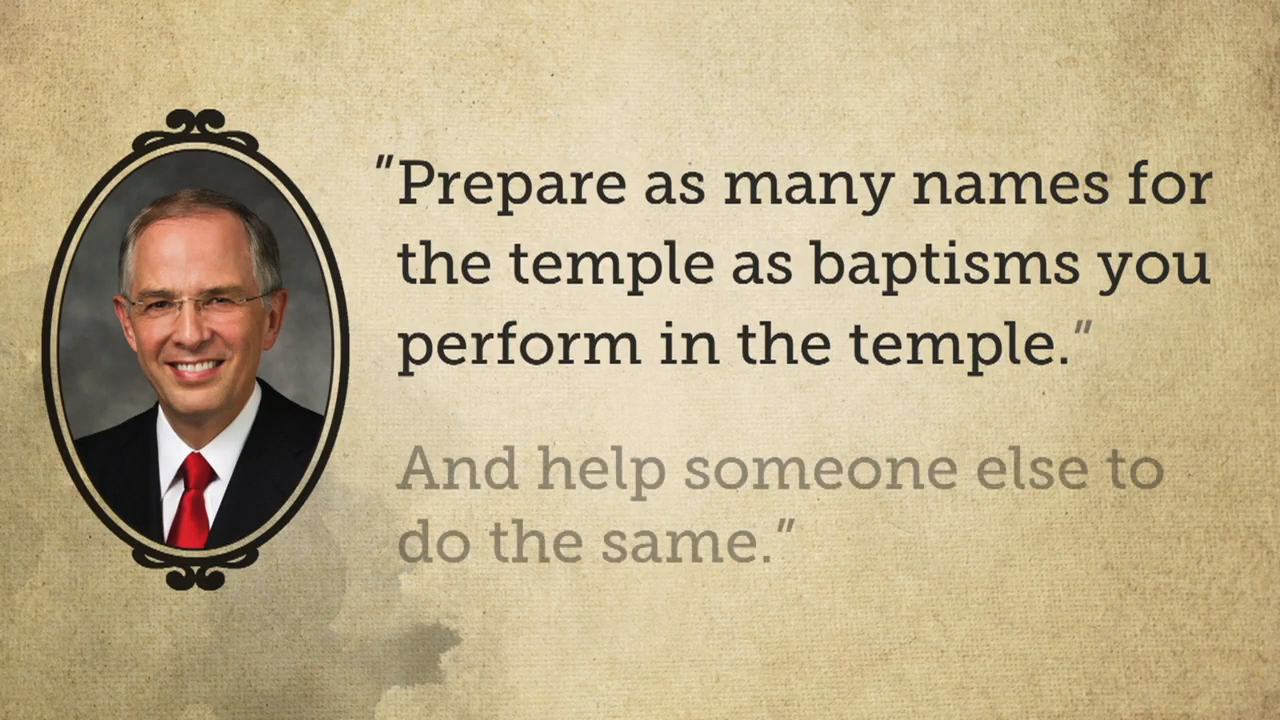 "Prepare as many names for
the temple as baptisms you
perform in the temple."
And help someone else to
do the same."